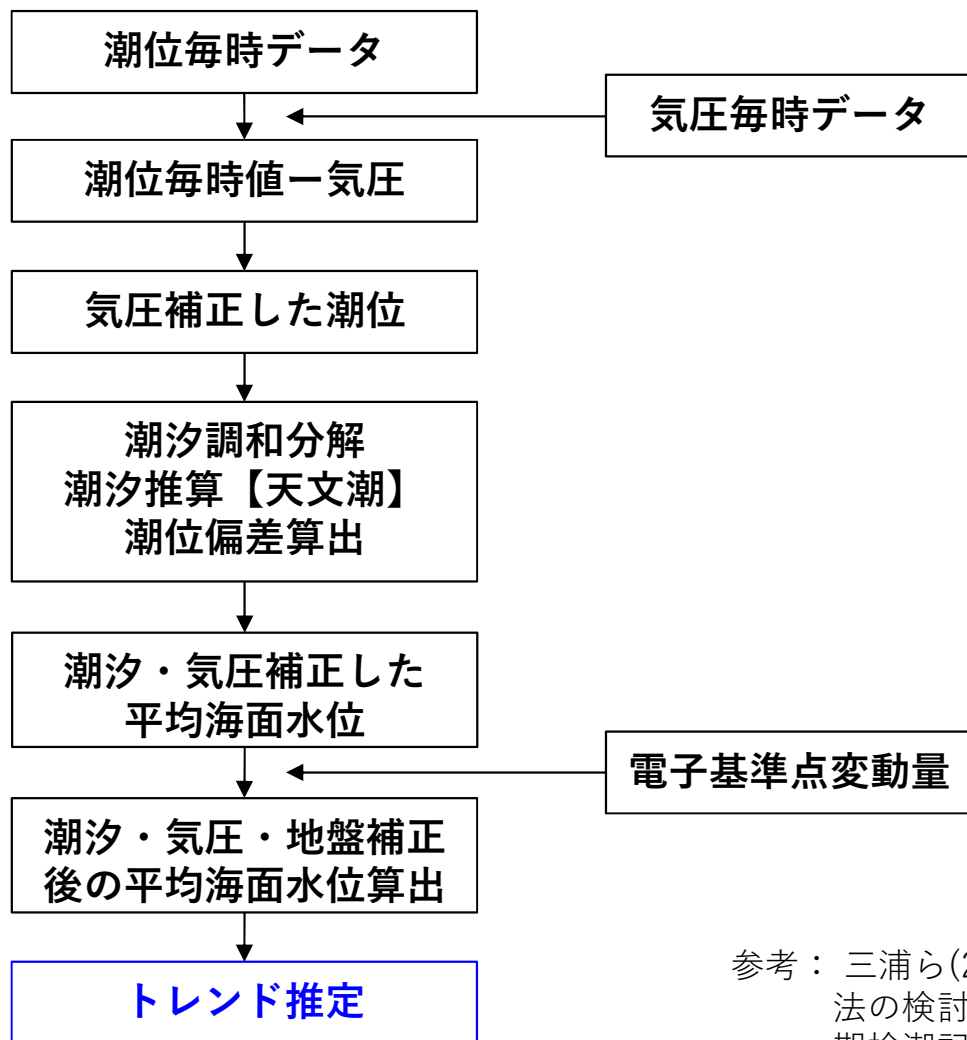 潮位毎時データ
気圧毎時データ
潮位毎時値ー気圧
気圧補正した潮位
潮汐調和分解
潮汐推算【天文潮】
潮位偏差算出
潮汐・気圧補正した
平均海面水位
電子基準点変動量
潮汐・気圧・地盤補正
後の平均海面水位算出
トレンド推定
参考： 三浦ら(2
法の検討